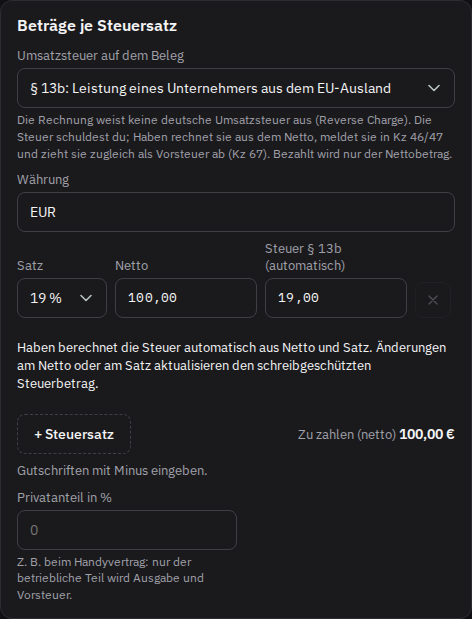 Beträge je Steuersatz
Umsatzsteuer auf dem Beleg
§ 13b: Leistung eines Unternehmers aus dem EU-Ausland
Die Rechnung weist keine deutsche Umsatzsteuer aus (Reverse Charge). Die
Steuer schuldest du; Haben rechnet sie aus dem Netto, meldet sie in Kz 46/47
und zieht sie zugleich als Vorsteuer ab (Kz 67). Bezahlt wird nur der Nettobetrag.
Währung
EUR
Satz
Netto
Steuer § 13b
(automatisch)
19 %
100,00
19,00
Haben berechnet die Steuer automatisch aus Netto und Satz. Änderungen
am Netto oder am Satz aktualisieren den schreibgeschützten
Steuerbetrag.
+ Steuersatz
Zu zahlen (netto) 100,00 €
Gutschriften mit Minus eingeben.
Privatanteil in %
0
Z. B. beim Handyvertrag: nur der
betriebliche Teil wird Ausgabe und
Vorsteuer.